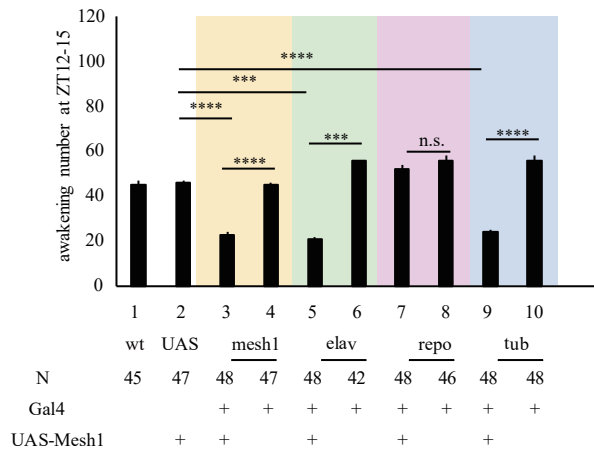 awakening number at ZT12-15
120
100
80
60
40
20
0
****
***
****
****
***
n.s.
****
1 2 3 4 5 6 7 8 9 10
wt UAS mesh1 elav repo tub
N 45 47 48 47 48 42 48 46 48 48
Gal4 + + + + + + + +
UAS-Mesh1 + + + + +